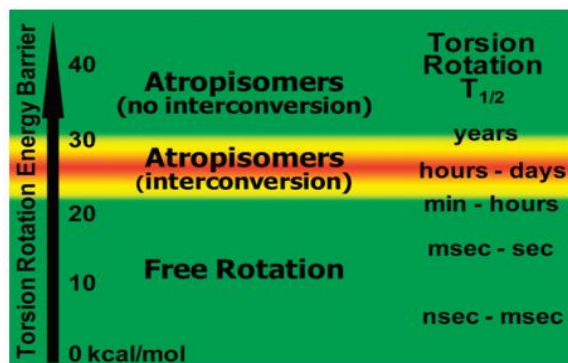 Torsion Rotation Energy Barrier
40
30
20
10
0 kcal/mol
Atropisomers
(no interconversion)
Atropisomers
(interconversion)
Free Rotation
Torsion
Rotation
T1/2
years
hours - days
min - hours
msec - sec
nsec - msec